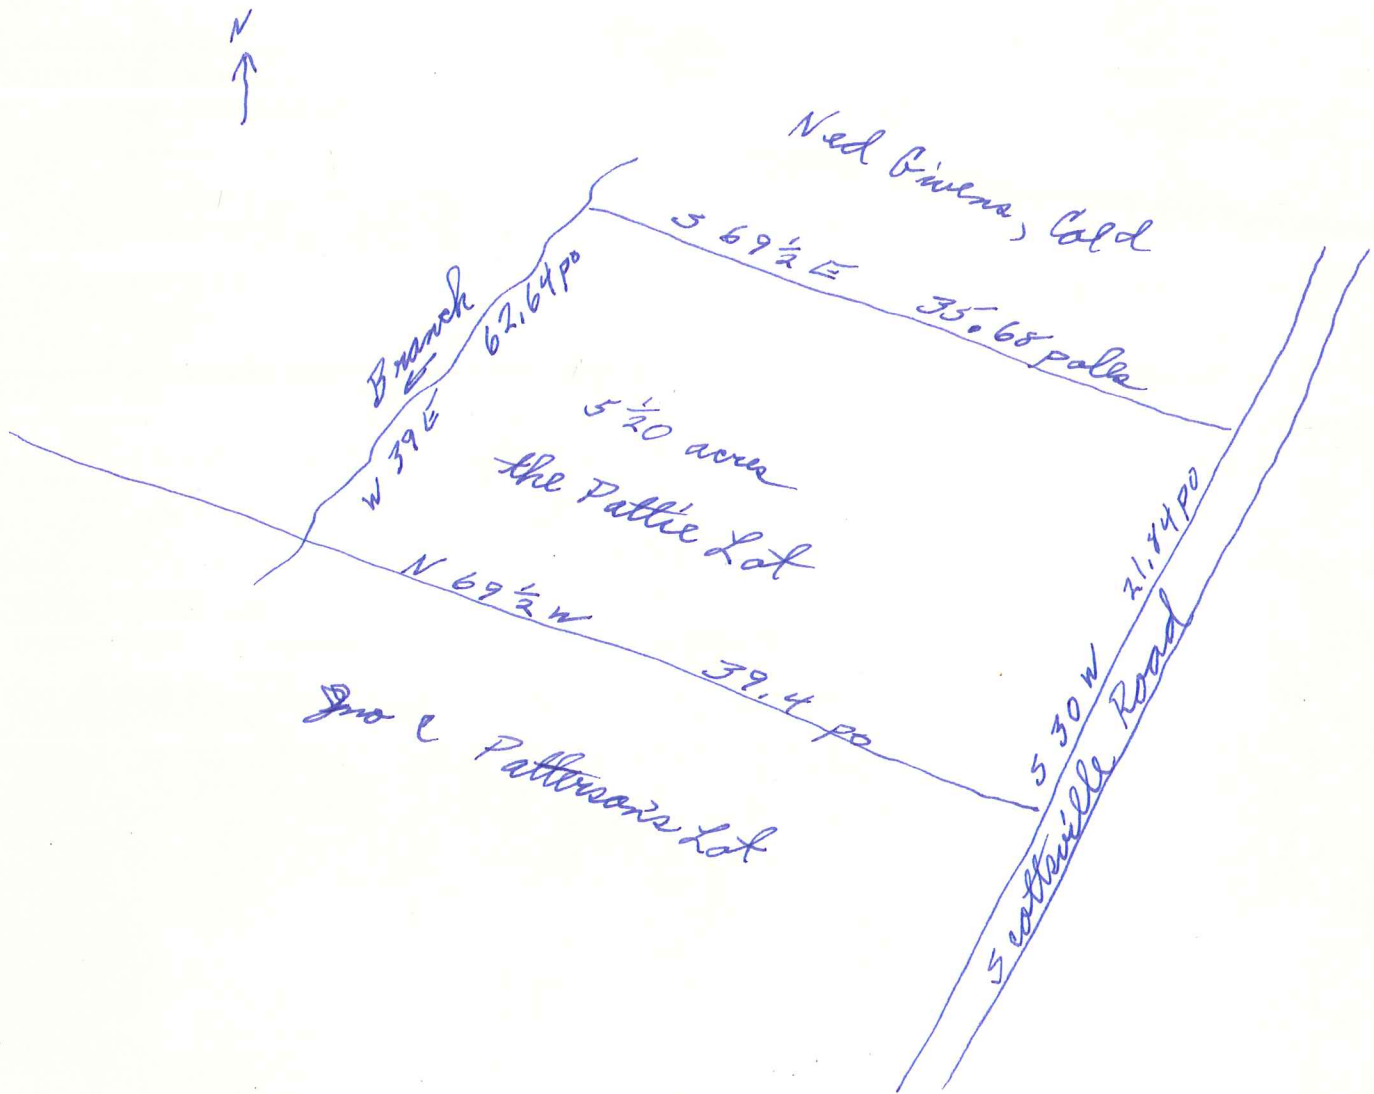 N
Ned Givens, Cold
S 69½ E 35.68 poles
Branch
62.64 po
W 39 E
5 1/20 acres
the Pattie Lot
N 69½ W 39.4 po
S 30 W 21.84 po
Scottsville Road
Jno C Patterson's Lot